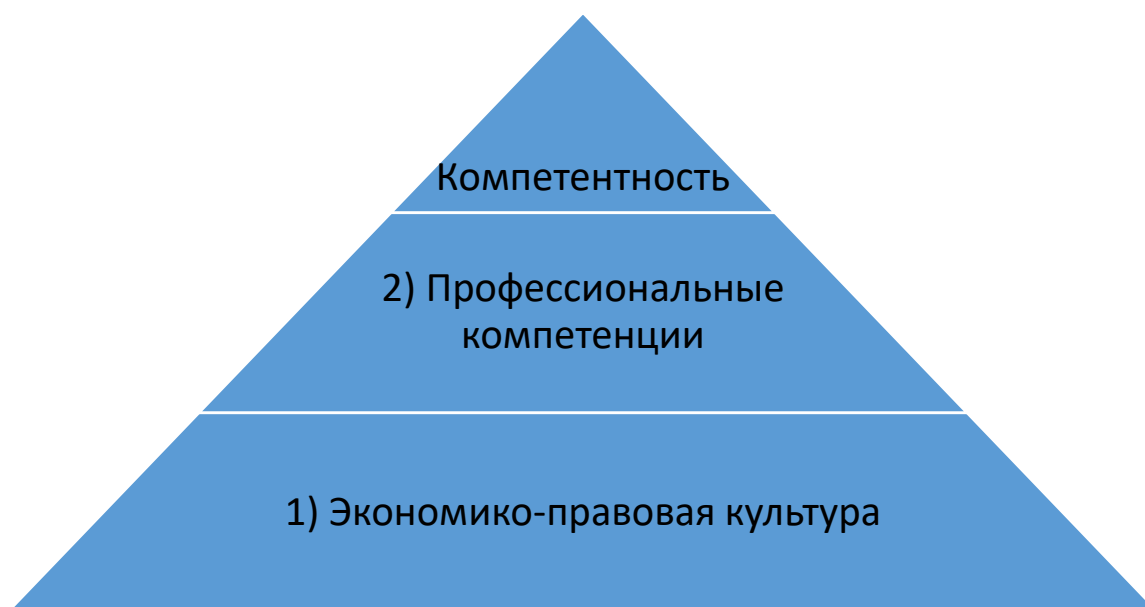 Компетентность
2) Профессиональные
компетенции
1) Экономико-правовая культура